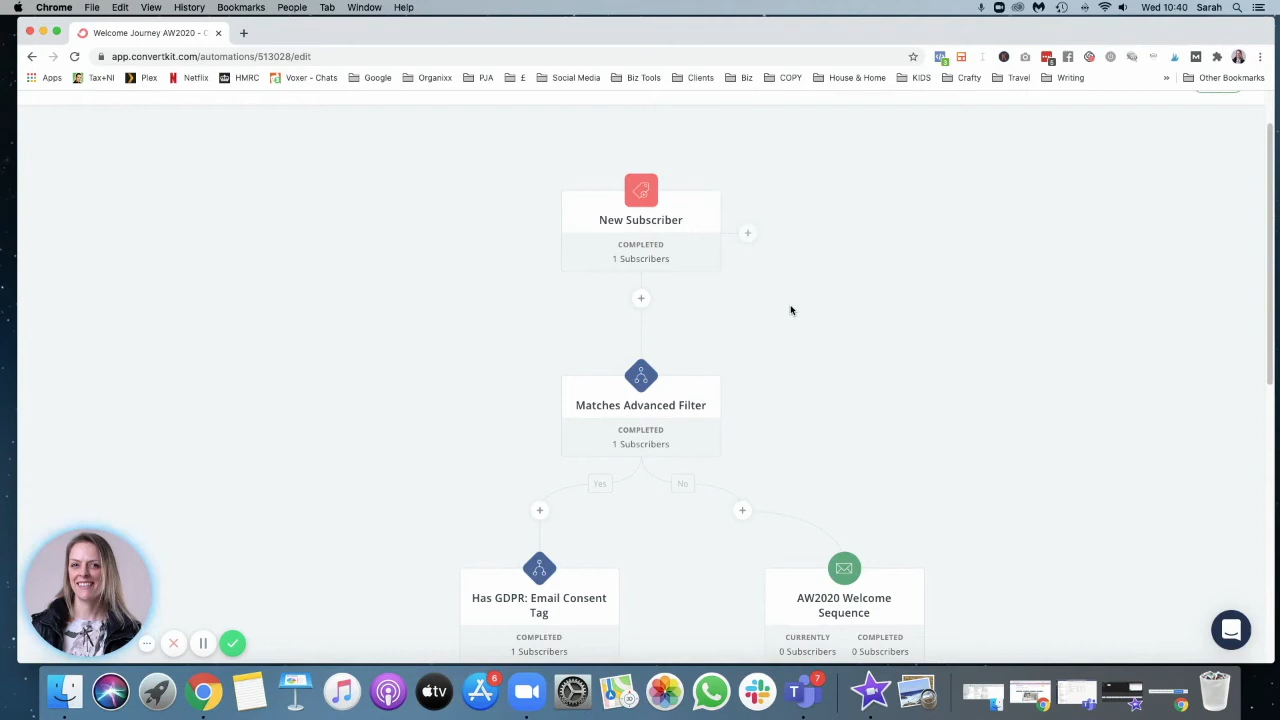 Chrome File Edit View History Bookmarks People Tab Window Help Wed 10:40 Sarah
Welcome Journey AW2020 - C
app.convertkit.com/automations/513028/edit
Apps Tax+NI Plex Netflix HMRC Voxer - Chats Google Organixx PJA £ Social Media Biz Tools Clients Biz COPY House & Home KIDS Crafty Travel Writing » Other Bookmarks
New Subscriber
COMPLETED
1 Subscribers
Matches Advanced Filter
COMPLETED
1 Subscribers
Yes No
Has GDPR: Email Consent
Tag
COMPLETED
1 Subscribers
AW2020 Welcome
Sequence
CURRENTLY COMPLETED
0 Subscribers 0 Subscribers
tv
6
7